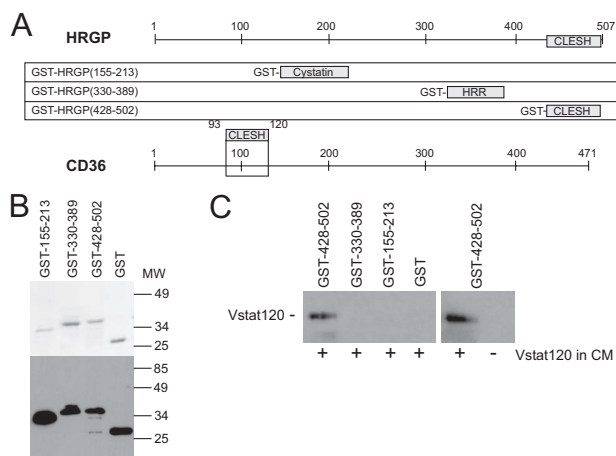 A
HRGP 1 100 200 300 400 507
CLESH
GST-HRGP(155-213) GST- Cystatin
GST-HRGP(330-389) GST- HRR
GST-HRGP(428-502) GST- CLESH
93 120
CLESH
CD36 1 100 200 300 400 471
B
GST-155-213
GST-330-389
GST-428-502
GST
MW
49
34
25
85
49
34
25
C
GST-428-502
GST-330-389
GST-155-213
GST
GST-428-502
Vstat120 -
+ + + + + - Vstat120 in CM